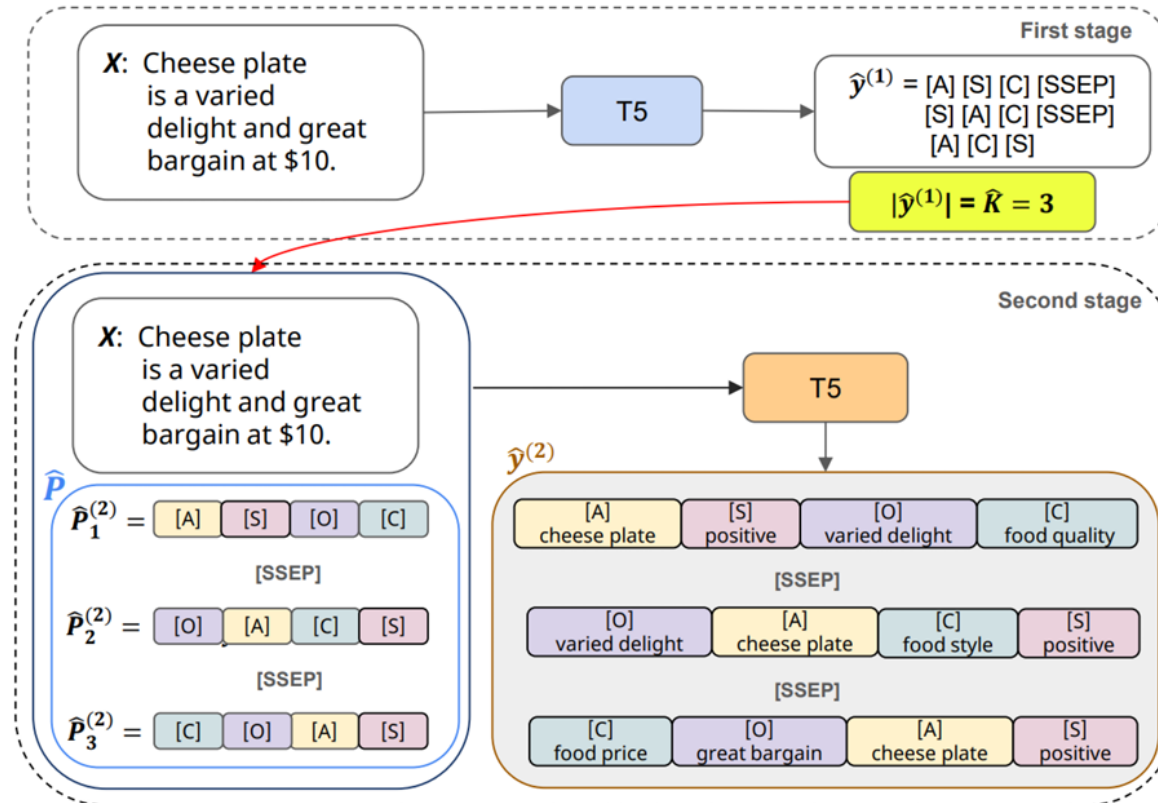 First stage
X: Cheese plate
is a varied
delight and great
bargain at $10.
T5
ŷ⁽¹⁾ = [A] [S] [C] [SSEP]
[S] [A] [C] [SSEP]
[A] [C] [S]
|ŷ⁽¹⁾| = K̂ = 3
Second stage
X: Cheese plate
is a varied
delight and great
bargain at $10.
T5
P̂
P̂₁⁽²⁾ = [A] [S] [O] [C]
[SSEP]
P̂₂⁽²⁾ = [O] [A] [C] [S]
[SSEP]
P̂₃⁽²⁾ = [C] [O] [A] [S]
ŷ⁽²⁾
[A] [S] [O] [C]
cheese plate positive varied delight food quality
[SSEP]
[O] [A] [C] [S]
varied delight cheese plate food style positive
[SSEP]
[C] [O] [A] [S]
food price great bargain cheese plate positive